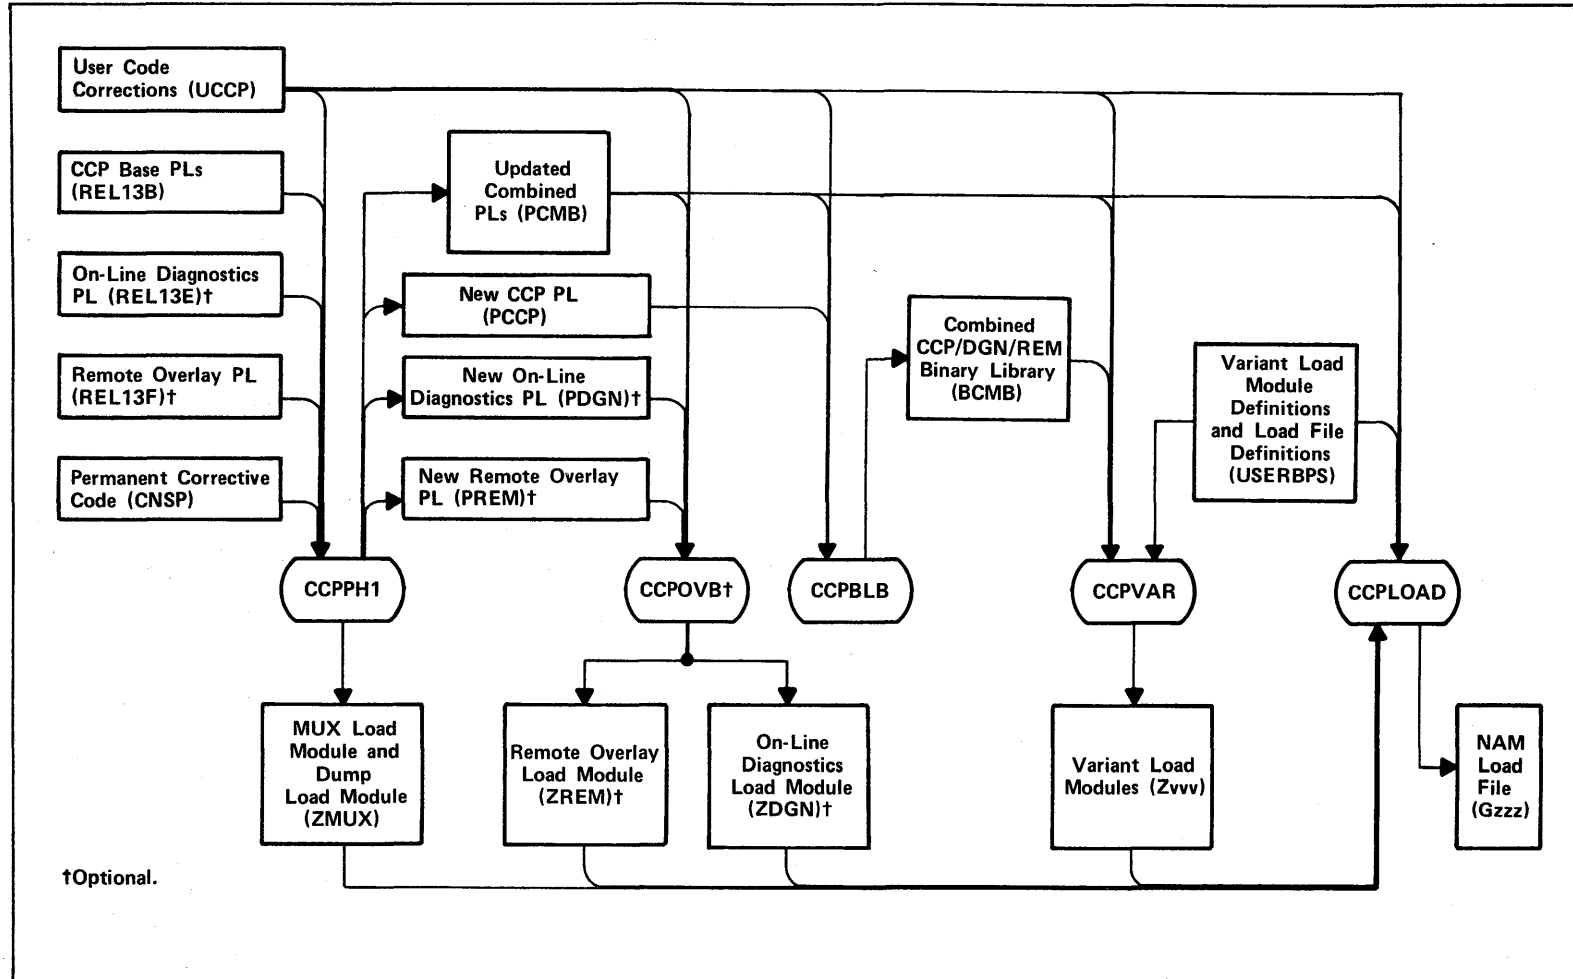 User Code
Corrections (UCCP)
CCP Base PLs
(REL13B)
On-Line Diagnostics
PL (REL13E)†
Remote Overlay PL
(REL13F)†
Permanent Corrective
Code (CNSP)
Updated
Combined
PLs (PCMB)
New CCP PL
(PCCP)
New On-Line
Diagnostics PL (PDGN)†
New Remote Overlay
PL (PREM)†
Combined
CCP/DGN/REM
Binary Library
(BCMB)
Variant Load
Module
Definitions
and Load File
Definitions
(USERBPS)
CCPPH1
CCPOVB†
CCPBLB
CCPVAR
CCPLOAD
MUX Load
Module and
Dump
Load Module
(ZMUX)
Remote Overlay
Load Module
(ZREM)†
On-Line
Diagnostics
Load Module
(ZDGN)†
Variant Load
Modules (Zvvv)
NAM
Load
File
(Gzzz)
†Optional.